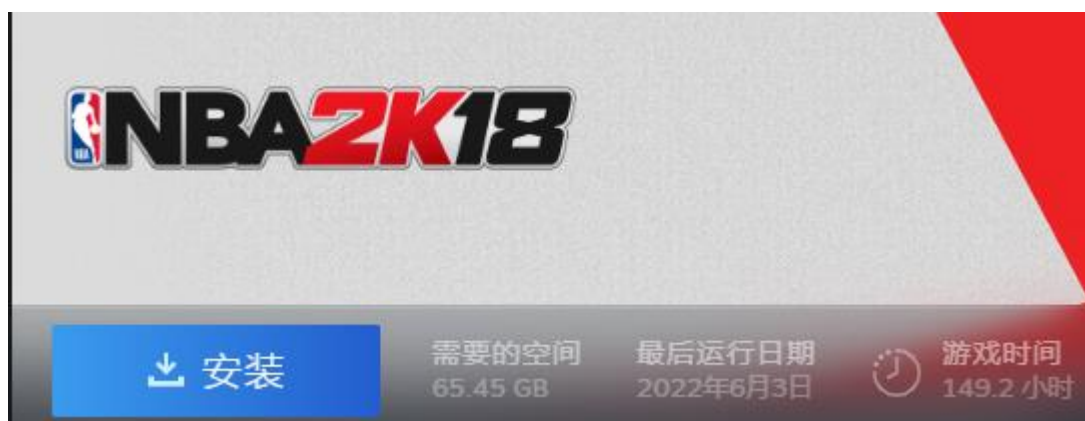 NBA2K18
安装
需要的空间
65.45 GB
最后运行日期
2022年6月3日
游戏时间
149.2 小时